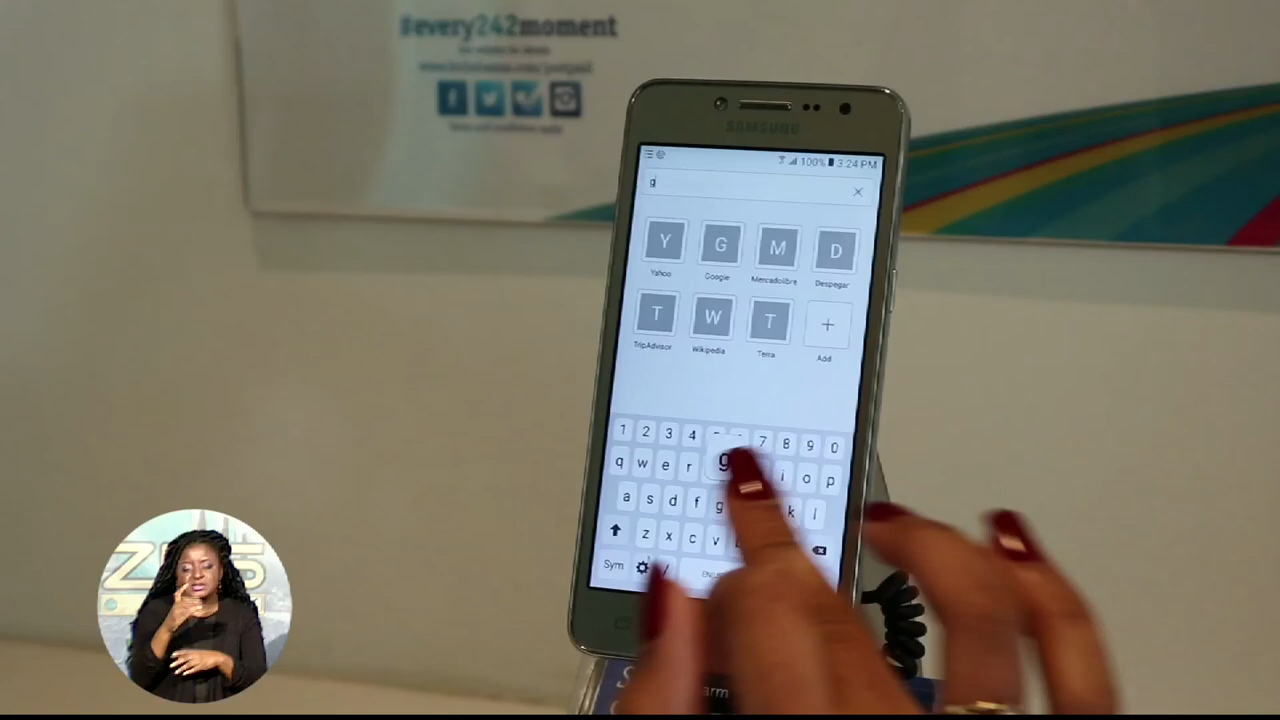 #every242moment
SAMSUNG
100% 3:24 PM
g
Y G M D
Yahoo Google Mercadolibre Despegar
T W T +
TripAdvisor Wikipedia Terra Add
1 2 3 4 7 8 9 0
q w e r g i o p
a s d f g k l
z x c v
Sym /
ZNS